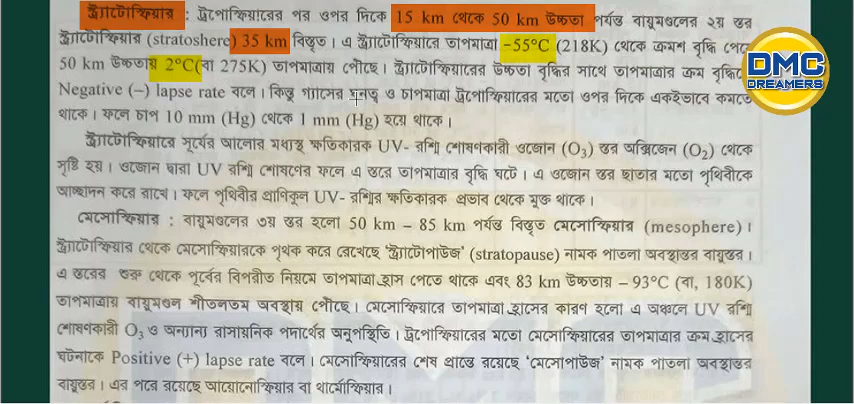 স্ট্র্যাটোস্ফিয়ার : ট্রপোস্ফিয়ারের পর ওপর দিকে 15 km থেকে 50 km উচ্চতা পর্যন্ত বায়ুমণ্ডলের ২য় স্তর
স্ট্র্যাটোস্ফিয়ার (stratoshere) 35 km বিস্তৃত। এ স্ট্র্যাটোস্ফিয়ারে তাপমাত্রা –55°C (218K) থেকে ক্রমশ বৃদ্ধি পেয়ে
50 km উচ্চতায় 2°C(বা 275K) তাপমাত্রায় পৌঁছে। স্ট্র্যাটোস্ফিয়ারের উচ্চতা বৃদ্ধির সাথে তাপমাত্রার ক্রম বৃদ্ধিকে
Negative (–) lapse rate বলে। কিন্তু গ্যাসের ঘনত্ব ও চাপমাত্রা ট্রপোস্ফিয়ারের মতো ওপর দিকে একইভাবে কমতে
থাকে। ফলে চাপ 10 mm (Hg) থেকে 1 mm (Hg) হয়ে থাকে।
স্ট্র্যাটোস্ফিয়ারে সূর্যের আলোর মধ্যস্থ ক্ষতিকারক UV- রশ্মি শোষণকারী ওজোন (O₃) স্তর অক্সিজেন (O₂) থেকে
সৃষ্টি হয়। ওজোন দ্বারা UV রশ্মি শোষণের ফলে এ স্তরে তাপমাত্রার বৃদ্ধি ঘটে। এ ওজোন স্তর ছাতার মতো পৃথিবীকে
আচ্ছাদন করে রাখে। ফলে পৃথিবীর প্রাণিকুল UV- রশ্মির ক্ষতিকারক প্রভাব থেকে মুক্ত থাকে।
মেসোস্ফিয়ার : বায়ুমণ্ডলের ৩য় স্তর হলো 50 km – 85 km পর্যন্ত বিস্তৃত মেসোস্ফিয়ার (mesophere)।
স্ট্র্যাটোস্ফিয়ার থেকে মেসোস্ফিয়ারকে পৃথক করে রেখেছে ‘স্ট্র্যাটোপাউজ’ (stratopause) নামক পাতলা অবস্থান্তর বায়ুস্তর।
এ স্তরের শুরু থেকে পূর্বের বিপরীত নিয়মে তাপমাত্রা হ্রাস পেতে থাকে এবং 83 km উচ্চতায় – 93°C (বা, 180K)
তাপমাত্রায় বায়ুমণ্ডল শীতলতম অবস্থায় পৌঁছে। মেসোস্ফিয়ারে তাপমাত্রা হ্রাসের কারণ হলো এ অঞ্চলে UV রশ্মি
শোষণকারী O₃ ও অন্যান্য রাসায়নিক পদার্থের অনুপস্থিতি। ট্রপোস্ফিয়ারের মতো মেসোস্ফিয়ারের তাপমাত্রার ক্রম হ্রাসের
ঘটনাকে Positive (+) lapse rate বলে। মেসোস্ফিয়ারের শেষ প্রান্তে রয়েছে ‘মেসোপাউজ’ নামক পাতলা অবস্থান্তর
বায়ুস্তর। এর পরে রয়েছে আয়োনোস্ফিয়ার বা থার্মোস্ফিয়ার।
DMC
DREAMERS